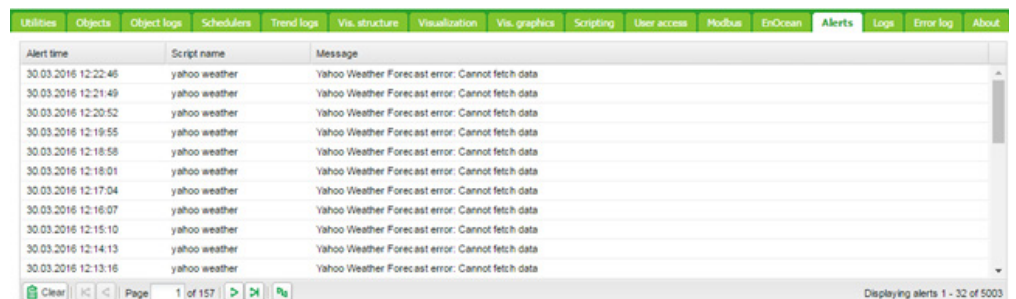 Utilities Objects Object logs Schedulers Trend logs Vis. structure Visualization Vis. graphics Scripting User access Modbus EnOcean Alerts Logs Error log About
Alert time Script name Message
30.03.2016 12:22:46 yahoo weather Yahoo Weather Forecast error: Cannot fetch data
30.03.2016 12:21:49 yahoo weather Yahoo Weather Forecast error: Cannot fetch data
30.03.2016 12:20:52 yahoo weather Yahoo Weather Forecast error: Cannot fetch data
30.03.2016 12:19:55 yahoo weather Yahoo Weather Forecast error: Cannot fetch data
30.03.2016 12:18:58 yahoo weather Yahoo Weather Forecast error: Cannot fetch data
30.03.2016 12:18:01 yahoo weather Yahoo Weather Forecast error: Cannot fetch data
30.03.2016 12:17:04 yahoo weather Yahoo Weather Forecast error: Cannot fetch data
30.03.2016 12:16:07 yahoo weather Yahoo Weather Forecast error: Cannot fetch data
30.03.2016 12:15:10 yahoo weather Yahoo Weather Forecast error: Cannot fetch data
30.03.2016 12:14:13 yahoo weather Yahoo Weather Forecast error: Cannot fetch data
30.03.2016 12:13:16 yahoo weather Yahoo Weather Forecast error: Cannot fetch data
Clear Page 1 of 157 Displaying alerts 1 - 32 of 5003